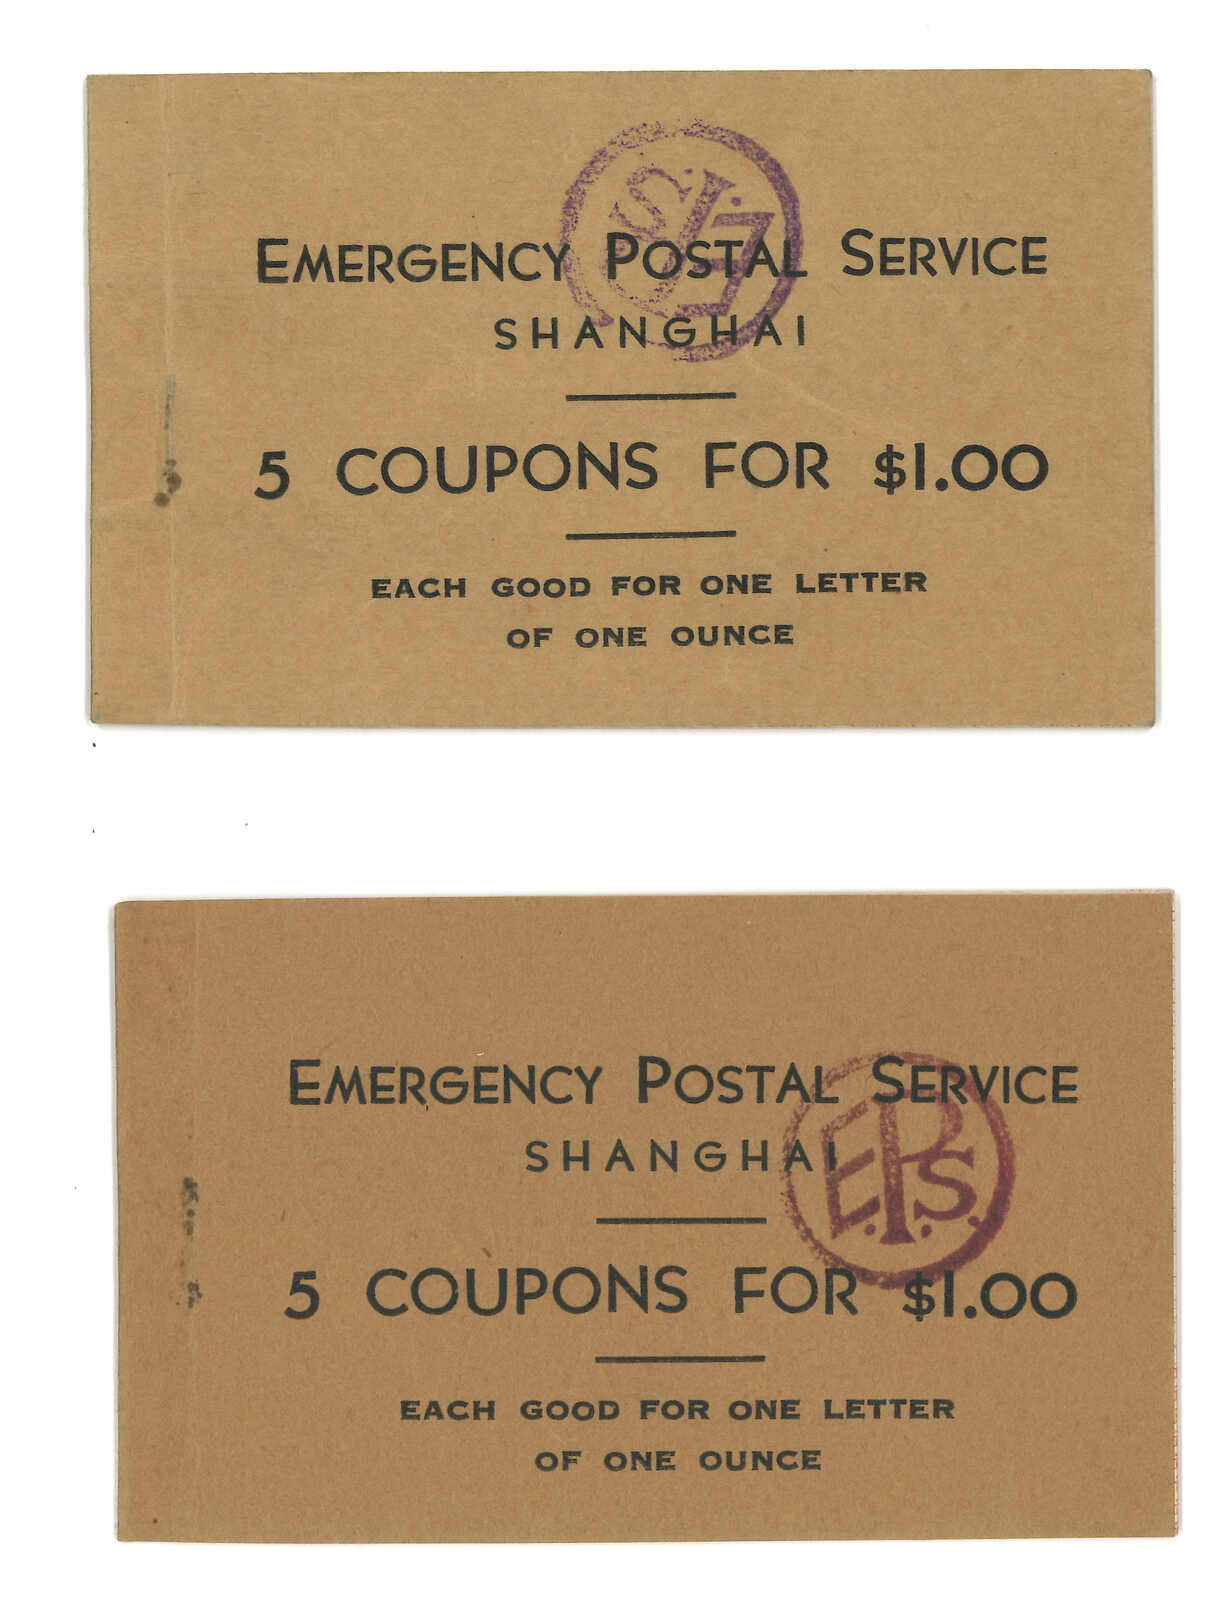 EMERGENCY POSTAL SERVICE
SHANGHAI
5 COUPONS FOR $1.00
EACH GOOD FOR ONE LETTER
OF ONE OUNCE
E.P.S.
EMERGENCY POSTAL SERVICE
SHANGHAI
5 COUPONS FOR $1.00
EACH GOOD FOR ONE LETTER
OF ONE OUNCE
E.P.S.